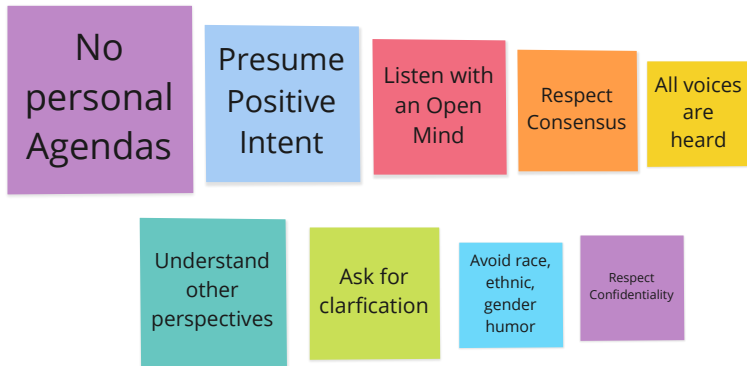 No
personal
Agendas
Presume
Positive
Intent
Listen with
an Open
Mind
Respect
Consensus
All voices
are
heard
Understand
other
perspectives
Ask for
clarfication
Avoid race,
ethnic,
gender
humor
Respect
Confidentiality